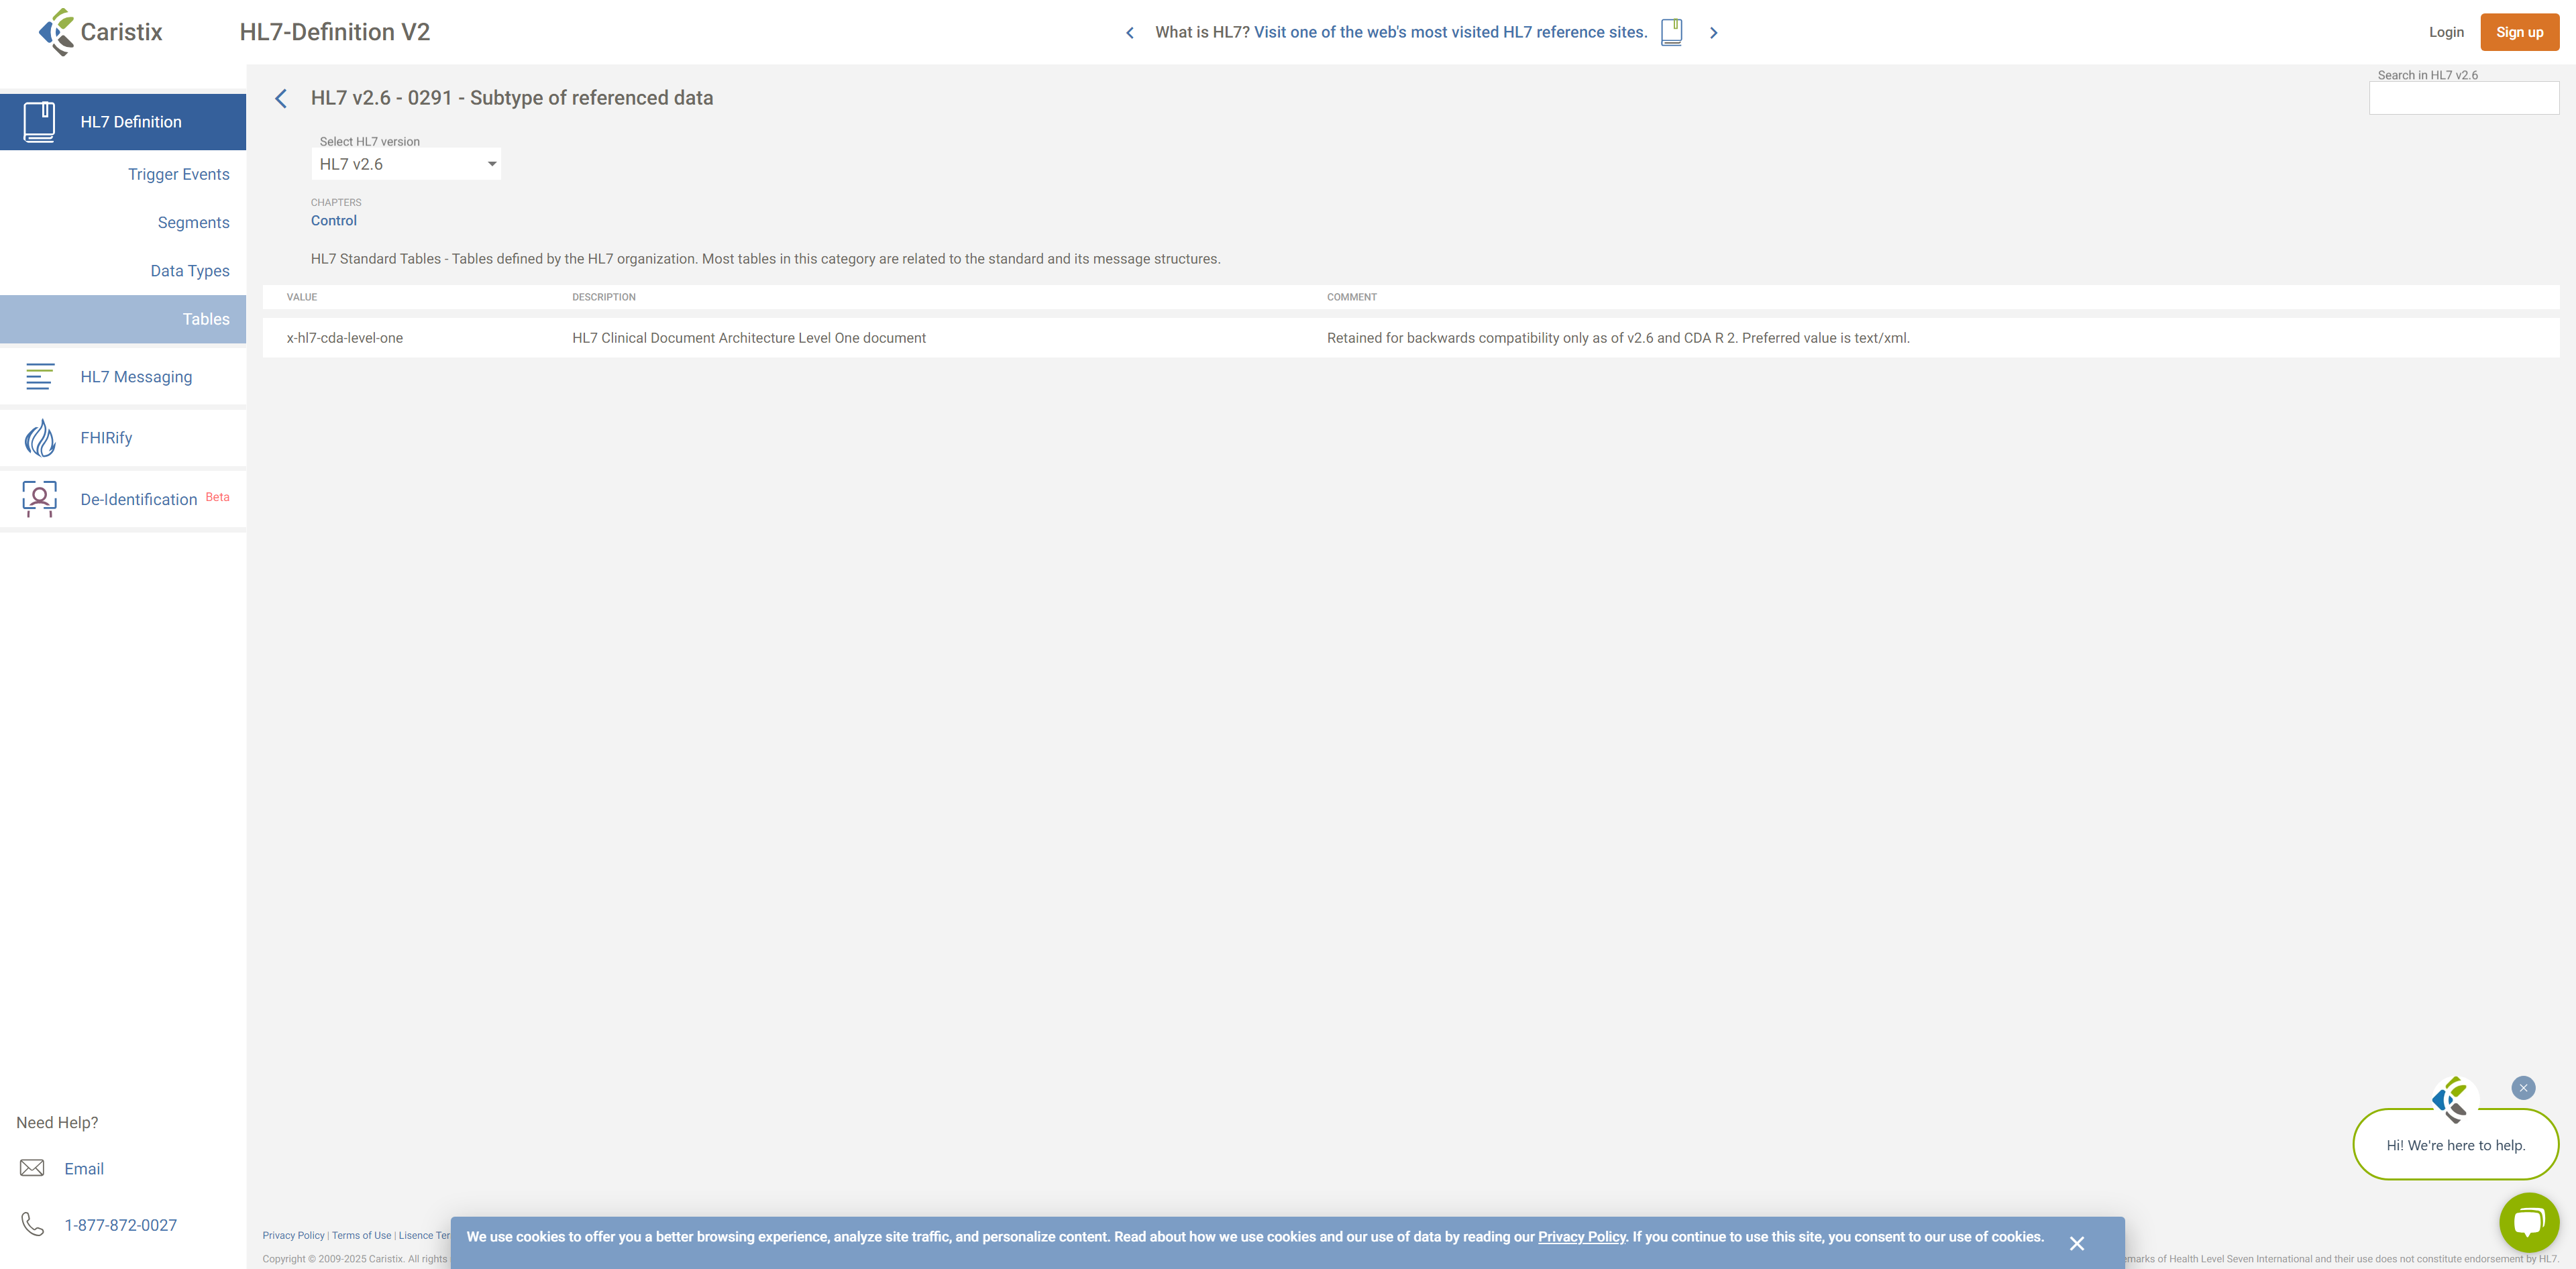 Caristix
HL7-Definition V2
What is HL7? Visit one of the web's most visited HL7 reference sites.
Login
Sign up
HL7 Definition
Trigger Events
Segments
Data Types
Tables
HL7 Messaging
FHIRify
De-Identification Beta
Need Help?
Email
1-877-872-0027
HL7 v2.6 - 0291 - Subtype of referenced data
Search in HL7 v2.6
Select HL7 version
HL7 v2.6
CHAPTERS
Control
HL7 Standard Tables - Tables defined by the HL7 organization. Most tables in this category are related to the standard and its message structures.
VALUE DESCRIPTION COMMENT
x-hl7-cda-level-one HL7 Clinical Document Architecture Level One document Retained for backwards compatibility only as of v2.6 and CDA R 2. Preferred value is text/xml.
Hi! We're here to help.
Privacy Policy | Terms of Use | Lisence Ter
We use cookies to offer you a better browsing experience, analyze site traffic, and personalize content. Read about how we use cookies and our use of data by reading our Privacy Policy. If you continue to use this site, you consent to our use of cookies.
Copyright © 2009-2025 Caristix. All rights
emarks of Health Level Seven International and their use does not constitute endorsement by HL7.